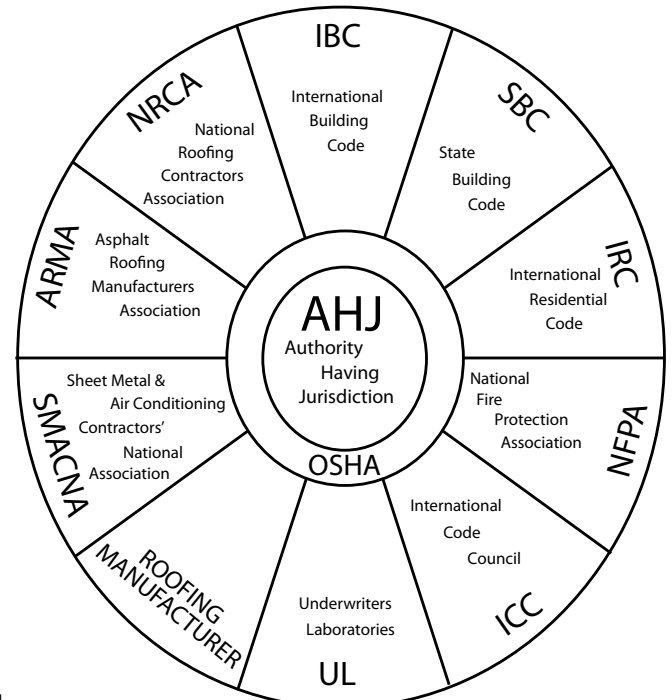 IBC
International
Building
Code
SBC
State
Building
Code
IRC
International
Residential
Code
NFPA
National
Fire
Protection
Association
ICC
International
Code
Council
UL
Underwriters
Laboratories
ROOFING
MANUFACTURER
SMACNA
Sheet Metal &
Air Conditioning
Contractors’
National
Association
ARMA
Asphalt
Roofing
Manufacturers
Association
NRCA
National
Roofing
Contractors
Association
AHJ
Authority
Having
Jurisdiction
OSHA